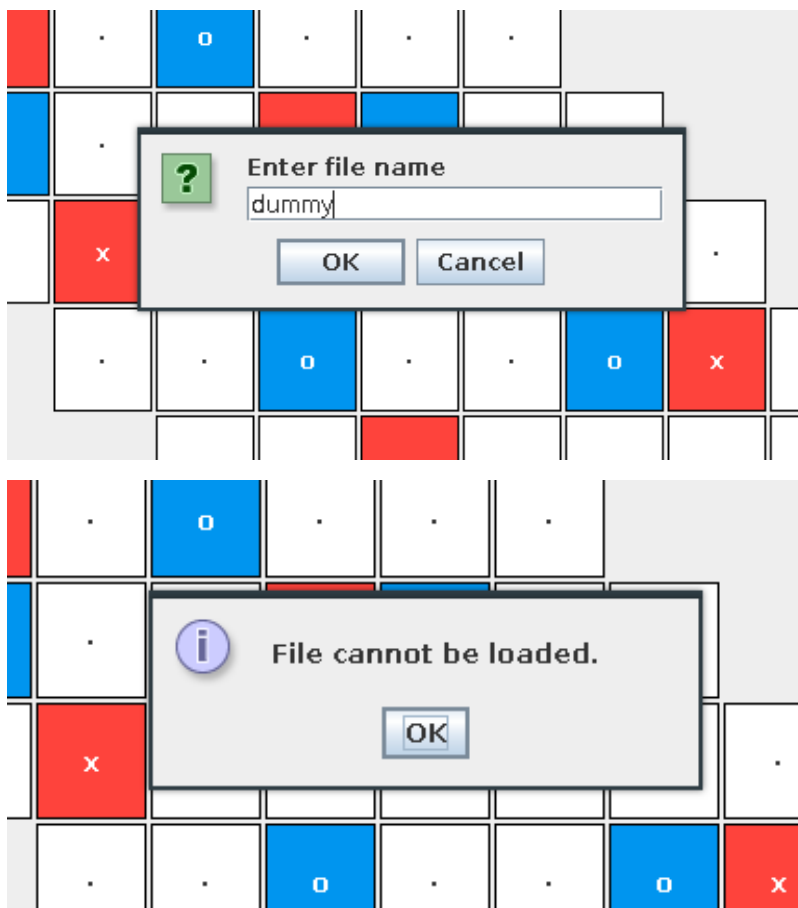 · o · · ·
·
?
Enter file name
dummy
x
OK Cancel
·
· · o · · o x
· o · · ·
·
i
File cannot be loaded.
OK
x
·
· · o · · o x